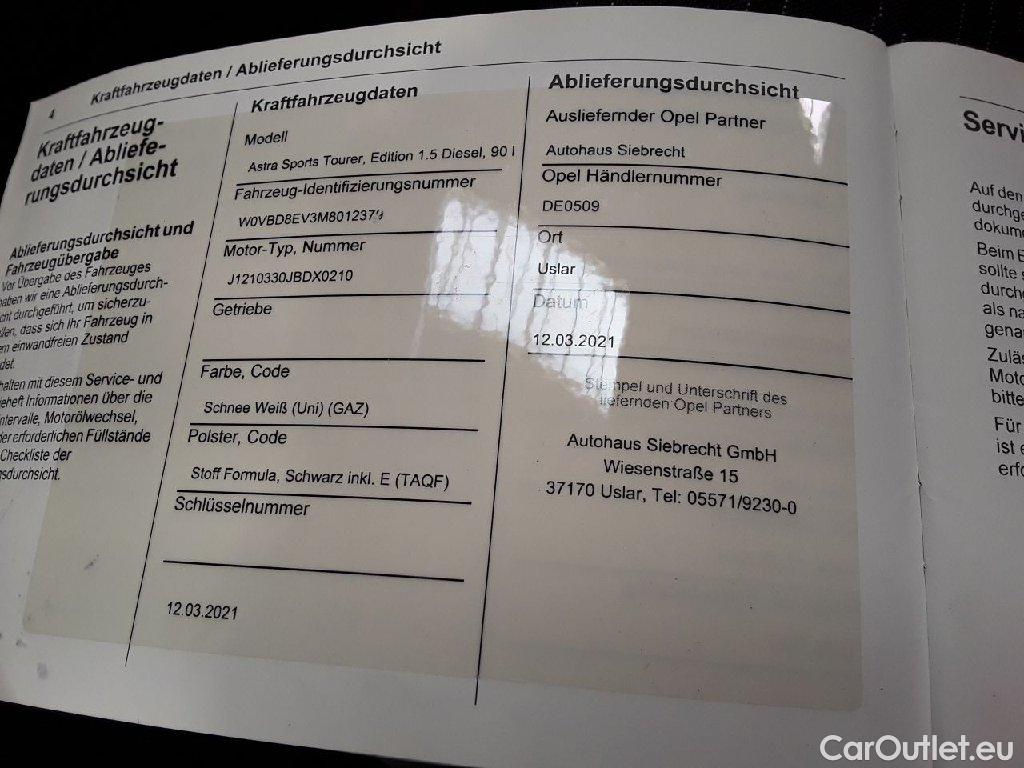 4
Kraftfahrzeugdaten / Ablieferungsdurchsicht
Kraftfahrzeug-
daten / Abliefe-
rungsdurchsicht
Ablieferungsdurchsicht und
Fahrzeugübergabe
Vor Übergabe des Fahrzeuges
haben wir eine Ablieferungsdurch-
durchgeführt, um sicherzu-
dass sich Ihr Fahrzeug in
einwandfreien Zustand
mit diesem Service- und
Informationen über die
Motorölwechsel,
erforderlichen Füllstände
Checkliste der
Kraftfahrzeugdaten
Modell
Astra Sports Tourer, Edition 1.5 Diesel, 90
Fahrzeug-Identifizierungsnummer
W0VBD8EV3M8012379
Motor-Typ, Nummer
J1210330JBDX0210
Getriebe
Farbe, Code
Schnee Weiß (Uni) (GAZ)
Polster, Code
Stoff Formula, Schwarz inkl. E (TAQF)
Schlüsselnummer
12.03.2021
Ablieferungsdurchsicht
Ausliefernder Opel Partner
Autohaus Siebrecht
Opel Händlernummer
DE0509
Ort
Uslar
Datum
12.03.2021
Stempel und Unterschrift des
liefernden Opel Partners
Autohaus Siebrecht GmbH
Wiesenstraße 15
37170 Uslar, Tel: 05571/9230-0
Servi
Auf den
durchge
dokume
Beim E
sollte s
durch
als na
gena
Zuläs
Moto
bitte
Für
ist e
erfo
CarOutlet.eu